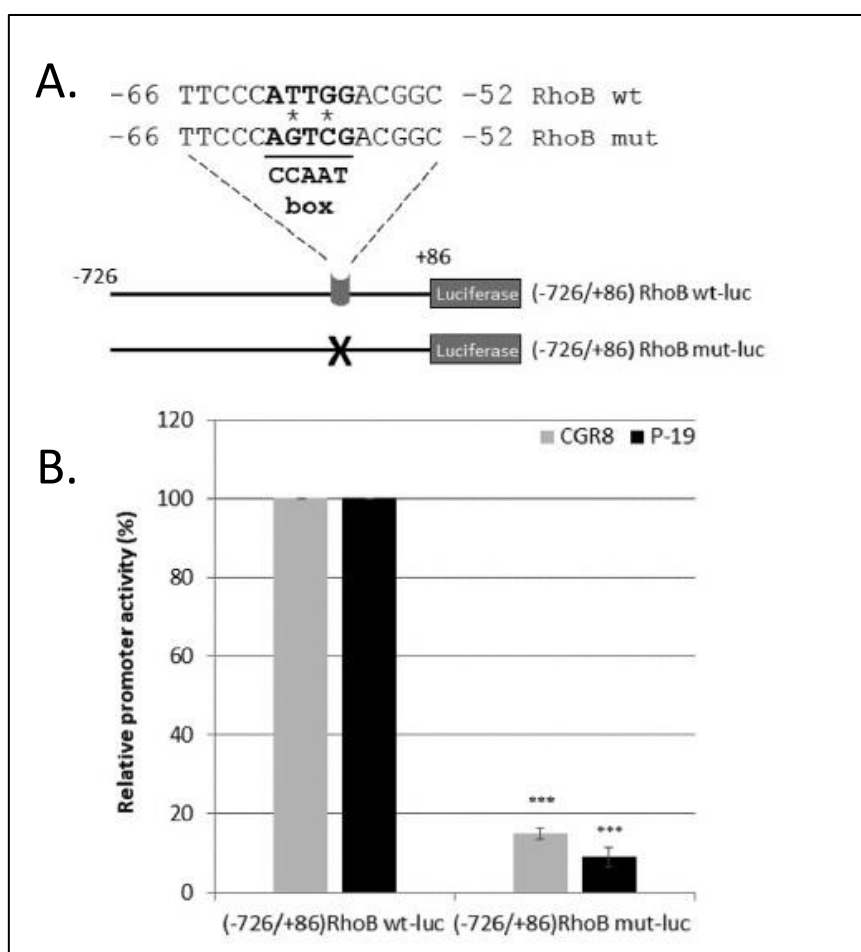 A.
-66 TTCCCATTGGACGGC -52 RhoB wt
* *
-66 TTCCCAGTCGACGGC -52 RhoB mut
CCAAT
box
-726
+86
Luciferase (-726/+86) RhoB wt-luc
X
Luciferase (-726/+86) RhoB mut-luc
B.
Relative promoter activity (%)
CGR8 P-19
120
100
80
60
40
20
0
***
***
(-726/+86)RhoB wt-luc (-726/+86)RhoB mut-luc